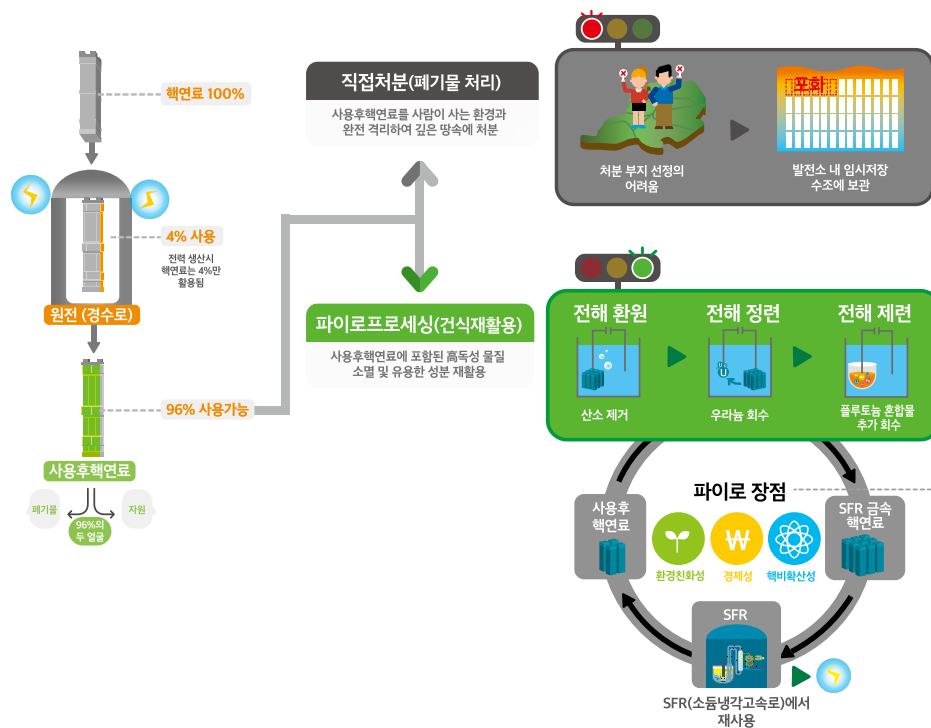 핵연료 100%
4% 사용
전력 생산시
핵연료는 4%만
활용됨
원전 (경수로)
96% 사용가능
사용후핵연료
폐기물
자원
96%의
두 얼굴
직접처분(폐기물 처리)
사용후핵연료를 사람이 사는 환경과
완전 격리하여 깊은 땅속에 처분
파이로프로세싱(건식재활용)
사용후핵연료에 포함된 高독성 물질
소멸 및 유용한 성분 재활용
처분 부지 선정의
어려움
포화
발전소 내 임시저장
수조에 보관
전해 환원
산소 제거
전해 정련
U
우라늄 회수
전해 제련
플루토늄 혼합물
추가 회수
파이로 장점
사용후
핵연료
SFR 금속
핵연료
환경친화성
₩
경제성
핵비확산성
SFR
SFR(소듐냉각고속로)에서
재사용